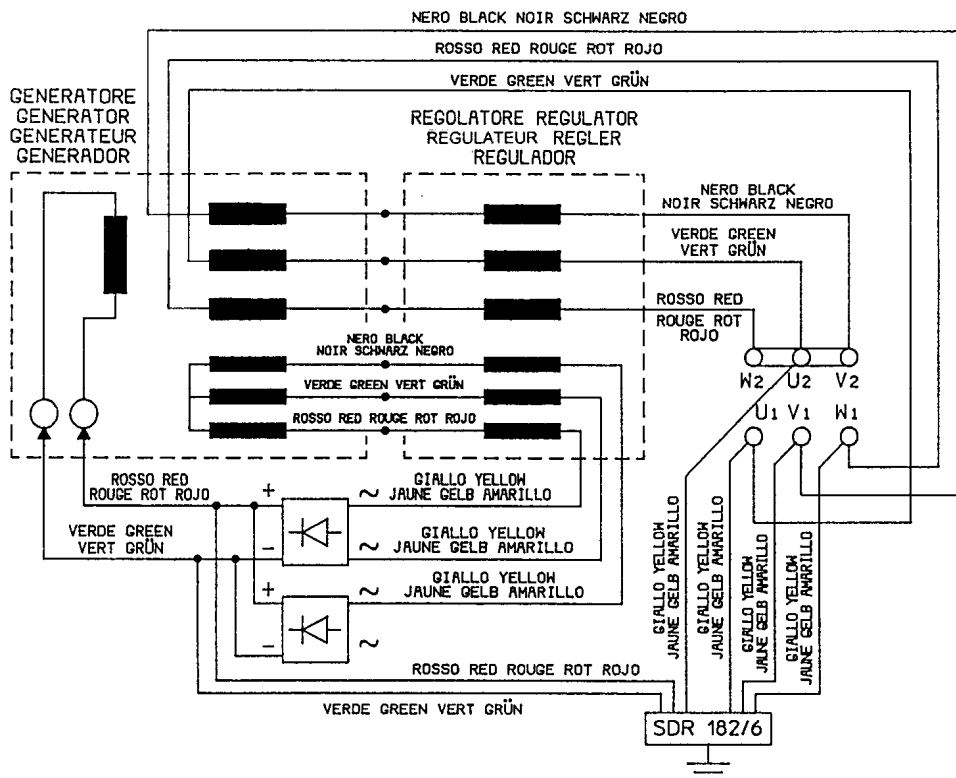 NERO BLACK NOIR SCHWARZ NEGRO
ROSSO RED ROUGE ROT ROJO
VERDE GREEN VERT GRÜN
GENERATORE
GENERATOR
GENERATEUR
GENERADOR
REGOLATORE REGULATOR
REGULATEUR REGLER
REGULADOR
NERO BLACK
NOIR SCHWARZ NEGRO
VERDE GREEN
VERT GRÜN
ROSSO RED
ROUGE ROT
ROJO
NERO BLACK
NOIR SCHWARZ NEGRO
VERDE GREEN VERT GRÜN
ROSSO RED ROUGE ROT ROJO
W2 U2 V2
U1 V1 W1
ROSSO RED
ROUGE ROT ROJO
VERDE GREEN
VERT GRÜN
+
-
~
~
GIALLO YELLOW
JAUNE GELB AMARILLO
GIALLO YELLOW
JAUNE GELB AMARILLO
+
-
~
~
GIALLO YELLOW
JAUNE GELB AMARILLO
GIALLO YELLOW
JAUNE GELB AMARILLO
GIALLO YELLOW
JAUNE GELB AMARILLO
GIALLO YELLOW
JAUNE GELB AMARILLO
GIALLO YELLOW
JAUNE GELB AMARILLO
ROSSO RED ROUGE ROT ROJO
VERDE GREEN VERT GRÜN
SDR 182/6